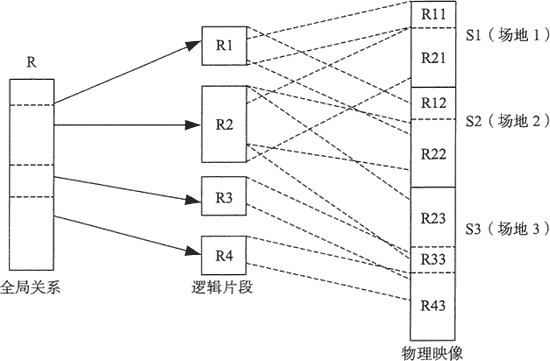 R
R1
R2
R3
R4
R11
R21
R12
R22
R23
R33
R43
S1（场地 1）
S2（场地 2）
S3（场地 3）
全局关系
逻辑片段
物理映像